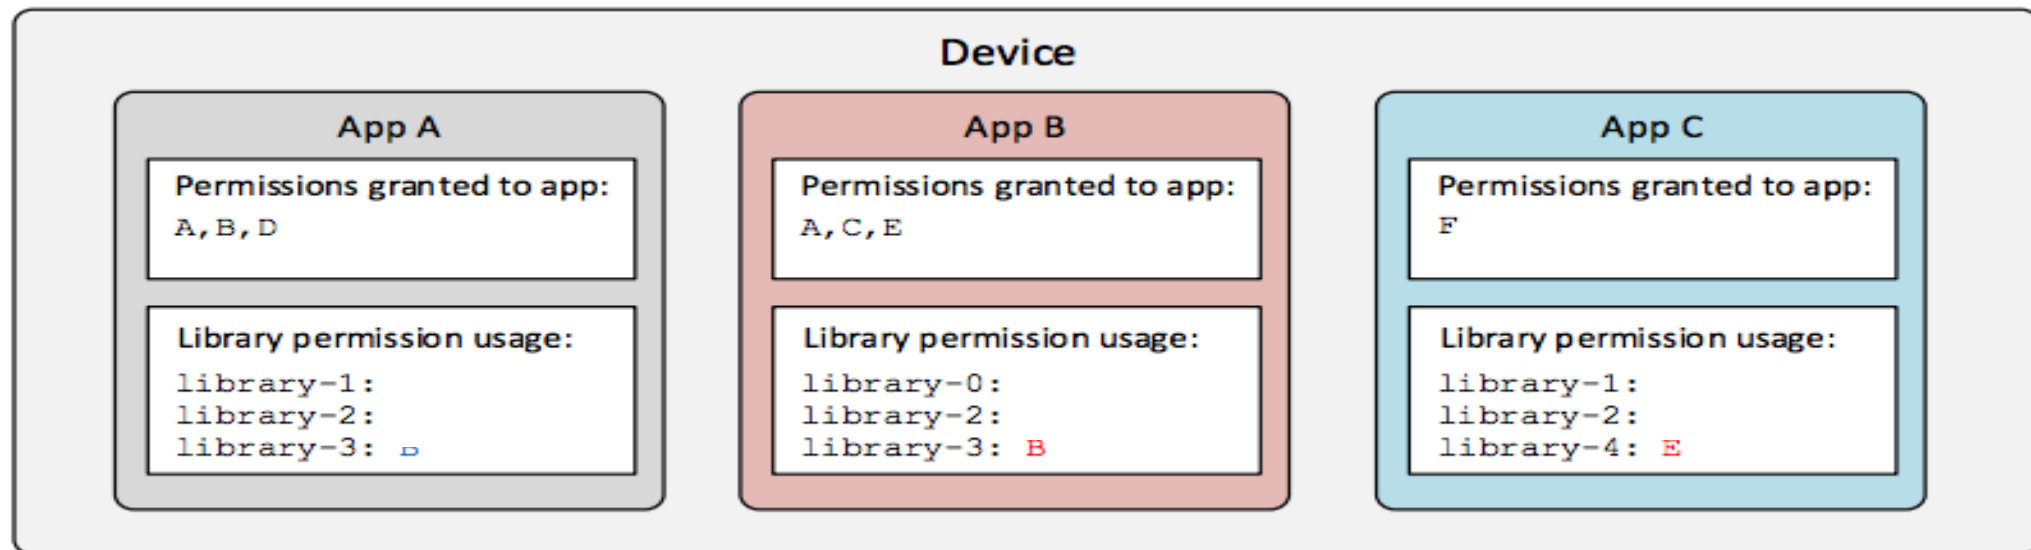 Device
App A
Permissions granted to app:
A,B,D
Library permission usage:
library-1:
library-2:
library-3:
App B
Permissions granted to app:
A,C,E
Library permission usage:
library-0:
library-2:
library-3: B
App C
Permissions granted to app:
F
Library permission usage:
library-1:
library-2:
library-4: E